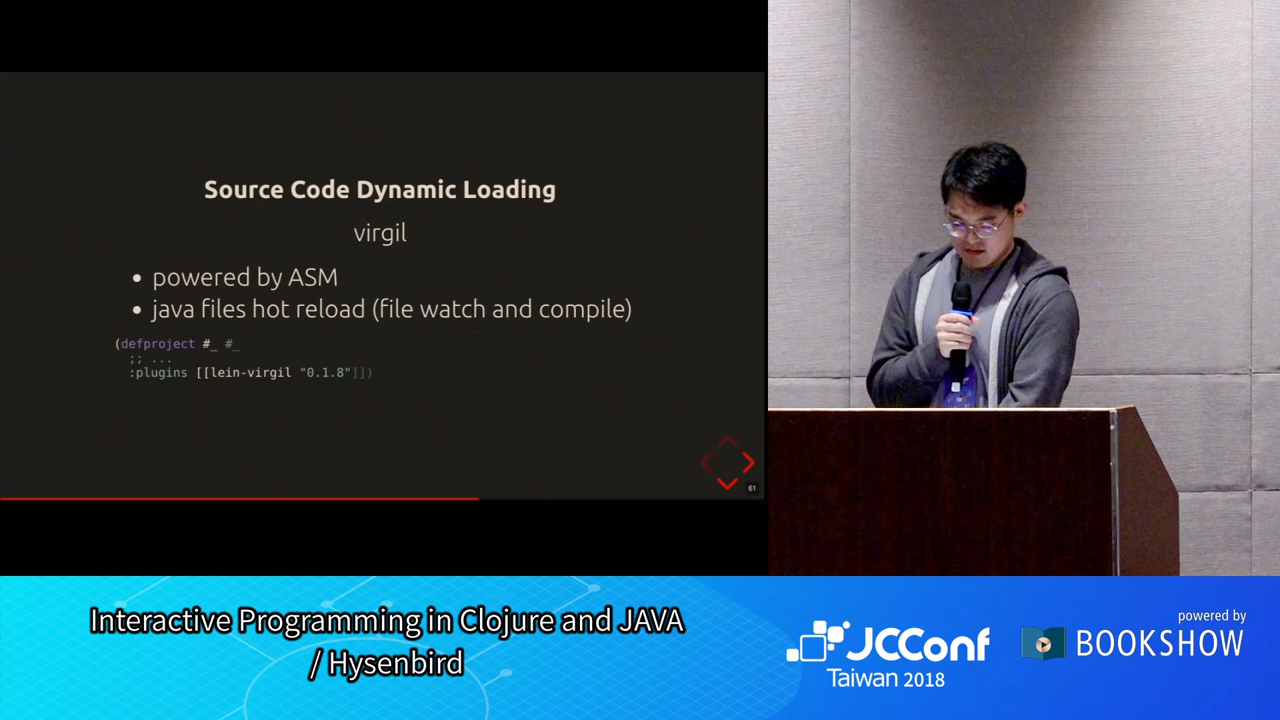 Source Code Dynamic Loading
virgil
• powered by ASM
• java files hot reload (file watch and compile)
(defproject #_ #_
;; ...
:plugins [[lein-virgil "0.1.8"]])
61
Interactive Programming in Clojure and JAVA
/ Hysenbird
JCConf
Taiwan 2018
powered by
BOOKSHOW